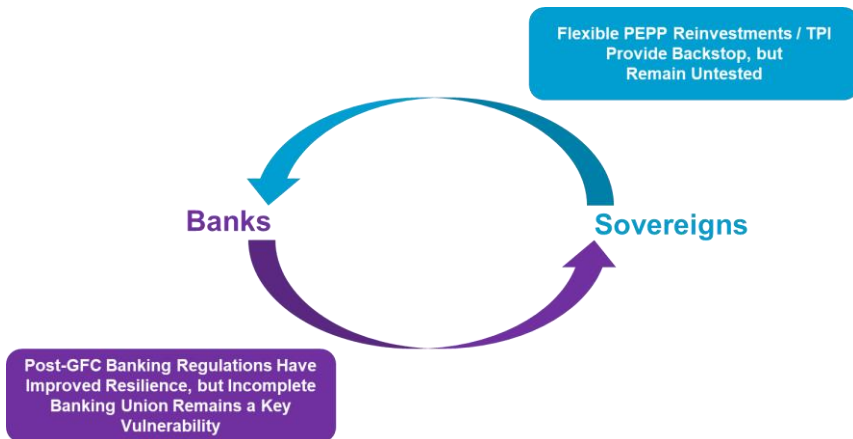 Flexible PEPP Reinvestments / TPI
Provide Backstop, but
Remain Untested
Banks
Sovereigns
Post-GFC Banking Regulations Have
Improved Resilience, but Incomplete
Banking Union Remains a Key
Vulnerability